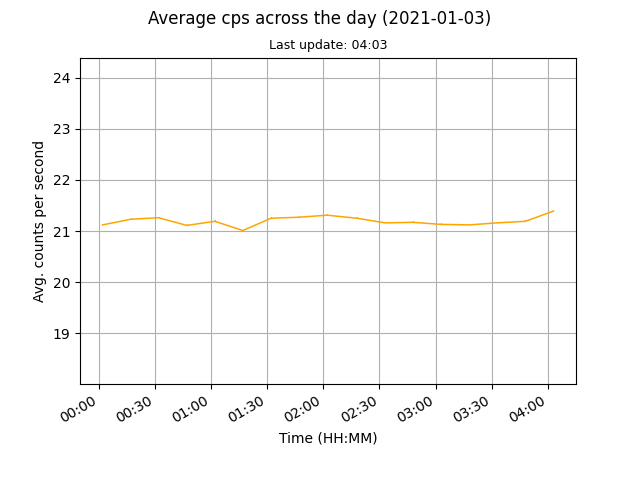 Average cps across the day (2021-01-03)
Last update: 04:03
24
23
22
21
20
19
Avg. counts per second
00:00 00:30 01:00 01:30 02:00 02:30 03:00 03:30 04:00
Time (HH:MM)